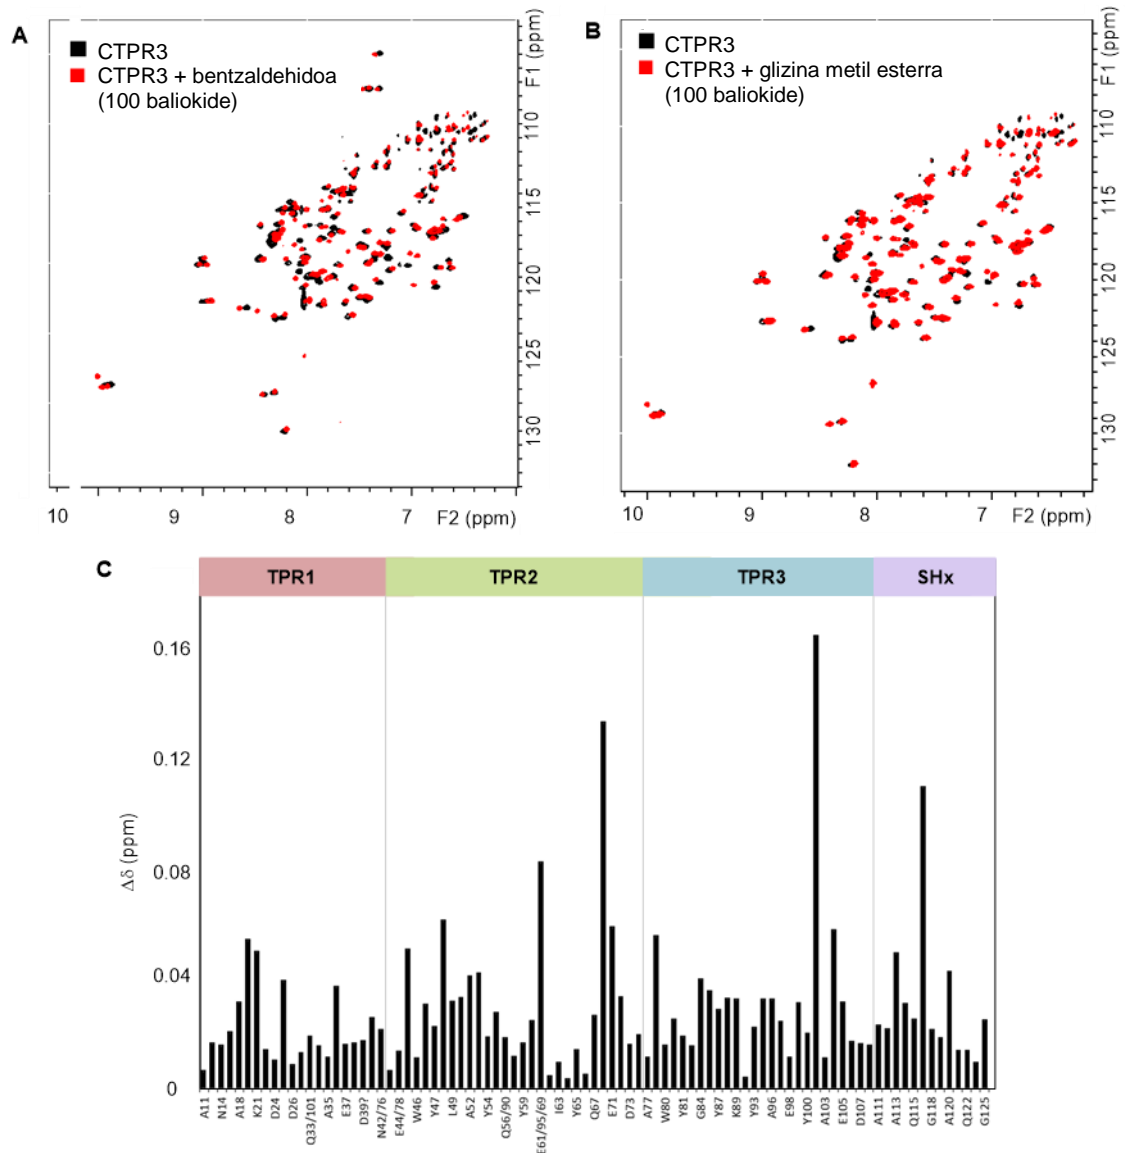 A
CTPR3
CTPR3 + bentzaldehidoa
(100 baliokide)
110
115
120
125
130
F1 (ppm)
10
9
8
7
F2 (ppm)
B
CTPR3
CTPR3 + glizina metil esterra
(100 baliokide)
110
115
120
125
130
F1 (ppm)
10
9
8
7
F2 (ppm)
C
TPR1
TPR2
TPR3
SHx
0.16
0.12
0.08
0.04
0
Δδ (ppm)
A11
N14
A18
K21
D24
D26
Q33/101
A35
E37
D39?
N42/76
E44/78
W46
Y47
L49
A52
Y54
Q56/90
Y59
E61/95/69
I63
Y65
Q67
E71
D73
A77
W80
Y81
G84
Y87
K89
Y93
A96
E98
Y100
A103
E105
D107
A111
A113
Q115
G118
A120
Q122
G125